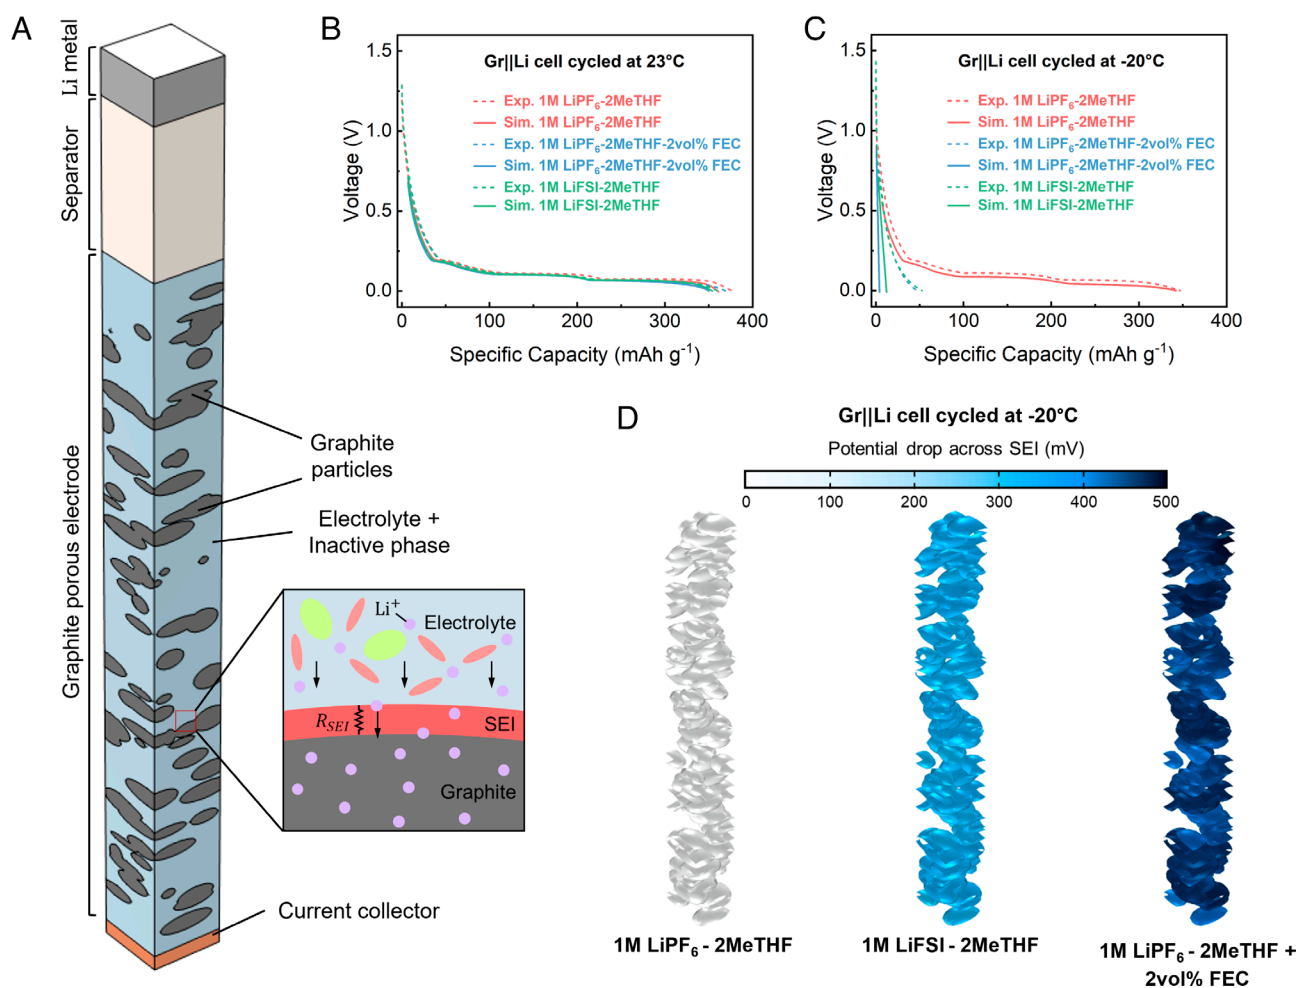 A
Li metal
Separator
Graphite porous electrode
Graphite
particles
Electrolyte +
Inactive phase
Current collector
Li⁺
Electrolyte
R_SEI
SEI
Graphite
B
Gr||Li cell cycled at 23°C
Exp. 1M LiPF₆-2MeTHF
Sim. 1M LiPF₆-2MeTHF
Exp. 1M LiPF₆-2MeTHF-2vol% FEC
Sim. 1M LiPF₆-2MeTHF-2vol% FEC
Exp. 1M LiFSI-2MeTHF
Sim. 1M LiFSI-2MeTHF
Voltage (V)
1.5
1.0
0.5
0.0
0 100 200 300 400
Specific Capacity (mAh g⁻¹)
C
Gr||Li cell cycled at -20°C
Exp. 1M LiPF₆-2MeTHF
Sim. 1M LiPF₆-2MeTHF
Exp. 1M LiPF₆-2MeTHF-2vol% FEC
Sim. 1M LiPF₆-2MeTHF-2vol% FEC
Exp. 1M LiFSI-2MeTHF
Sim. 1M LiFSI-2MeTHF
Voltage (V)
1.5
1.0
0.5
0.0
0 100 200 300 400
Specific Capacity (mAh g⁻¹)
D
Gr||Li cell cycled at -20°C
Potential drop across SEI (mV)
0 100 200 300 400 500
1M LiPF₆ - 2MeTHF
1M LiFSI - 2MeTHF
1M LiPF₆ - 2MeTHF +
2vol% FEC